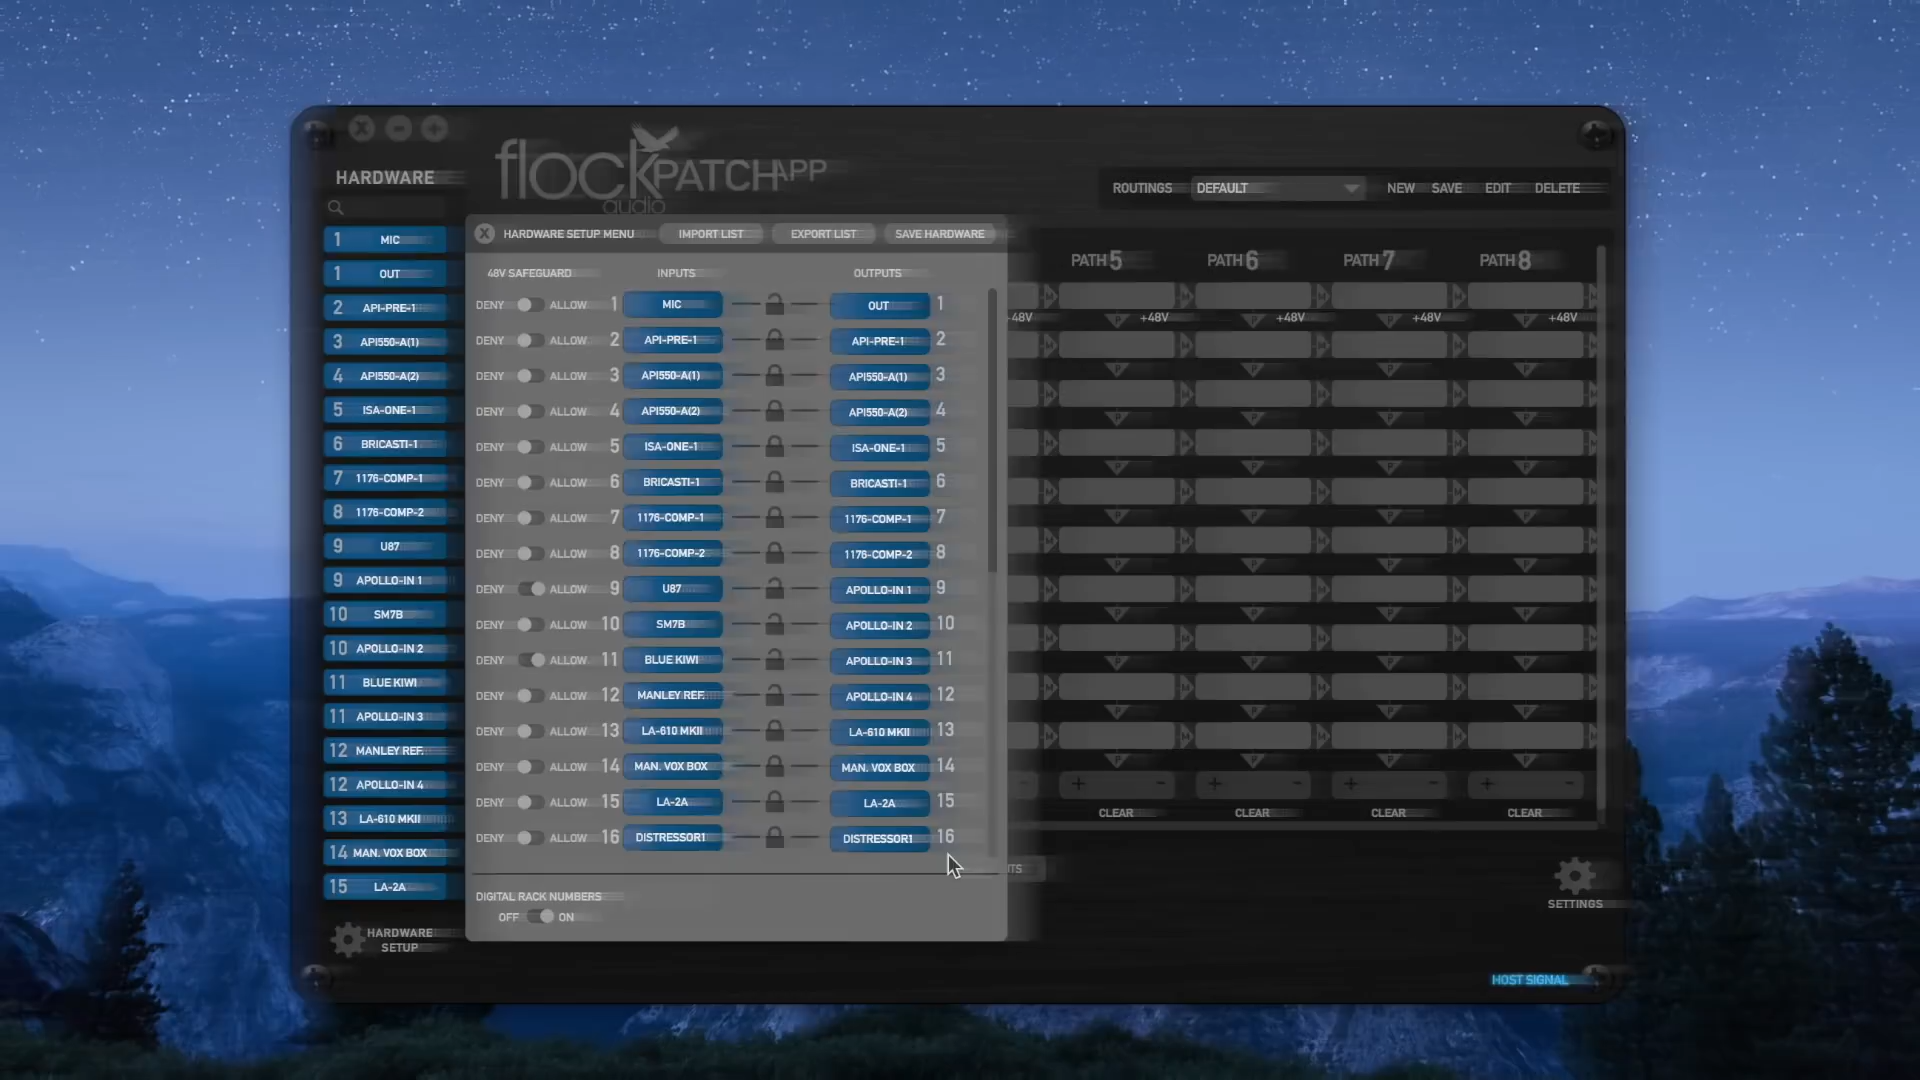 flock PATCH APP
audio
HARDWARE
ROUTINGS DEFAULT NEW SAVE EDIT DELETE
1 MIC
1 OUT
2 API-PRE-1
3 API550-A(1)
4 API550-A(2)
5 ISA-ONE-1
6 BRICASTI-1
7 1176-COMP-1
8 1176-COMP-2
9 U87
9 APOLLO-IN 1
10 SM7B
10 APOLLO-IN 2
11 BLUE KIWI
11 APOLLO-IN 3
12 MANLEY REF.
12 APOLLO-IN 4
13 LA-610 MKII
14 MAN. VOX BOX
15 LA-2A
HARDWARE
SETUP
X HARDWARE SETUP MENU IMPORT LIST EXPORT LIST SAVE HARDWARE
48V SAFEGUARD INPUTS OUTPUTS
DENY ALLOW 1 MIC OUT 1
DENY ALLOW 2 API-PRE-1 API-PRE-1 2
DENY ALLOW 3 API550-A(1) API550-A(1) 3
DENY ALLOW 4 API550-A(2) API550-A(2) 4
DENY ALLOW 5 ISA-ONE-1 ISA-ONE-1 5
DENY ALLOW 6 BRICASTI-1 BRICASTI-1 6
DENY ALLOW 7 1176-COMP-1 1176-COMP-1 7
DENY ALLOW 8 1176-COMP-2 1176-COMP-2 8
DENY ALLOW 9 U87 APOLLO-IN 1 9
DENY ALLOW 10 SM7B APOLLO-IN 2 10
DENY ALLOW 11 BLUE KIWI APOLLO-IN 3 11
DENY ALLOW 12 MANLEY REF. APOLLO-IN 4 12
DENY ALLOW 13 LA-610 MKII LA-610 MKII 13
DENY ALLOW 14 MAN. VOX BOX MAN. VOX BOX 14
DENY ALLOW 15 LA-2A LA-2A 15
DENY ALLOW 16 DISTRESSOR1 DISTRESSOR1 16
DIGITAL RACK NUMBERS
OFF ON
PATH 5 PATH 6 PATH 7 PATH 8
+48V +48V +48V +48V +48V
CLEAR CLEAR CLEAR CLEAR
SETTINGS
HOST SIGNAL